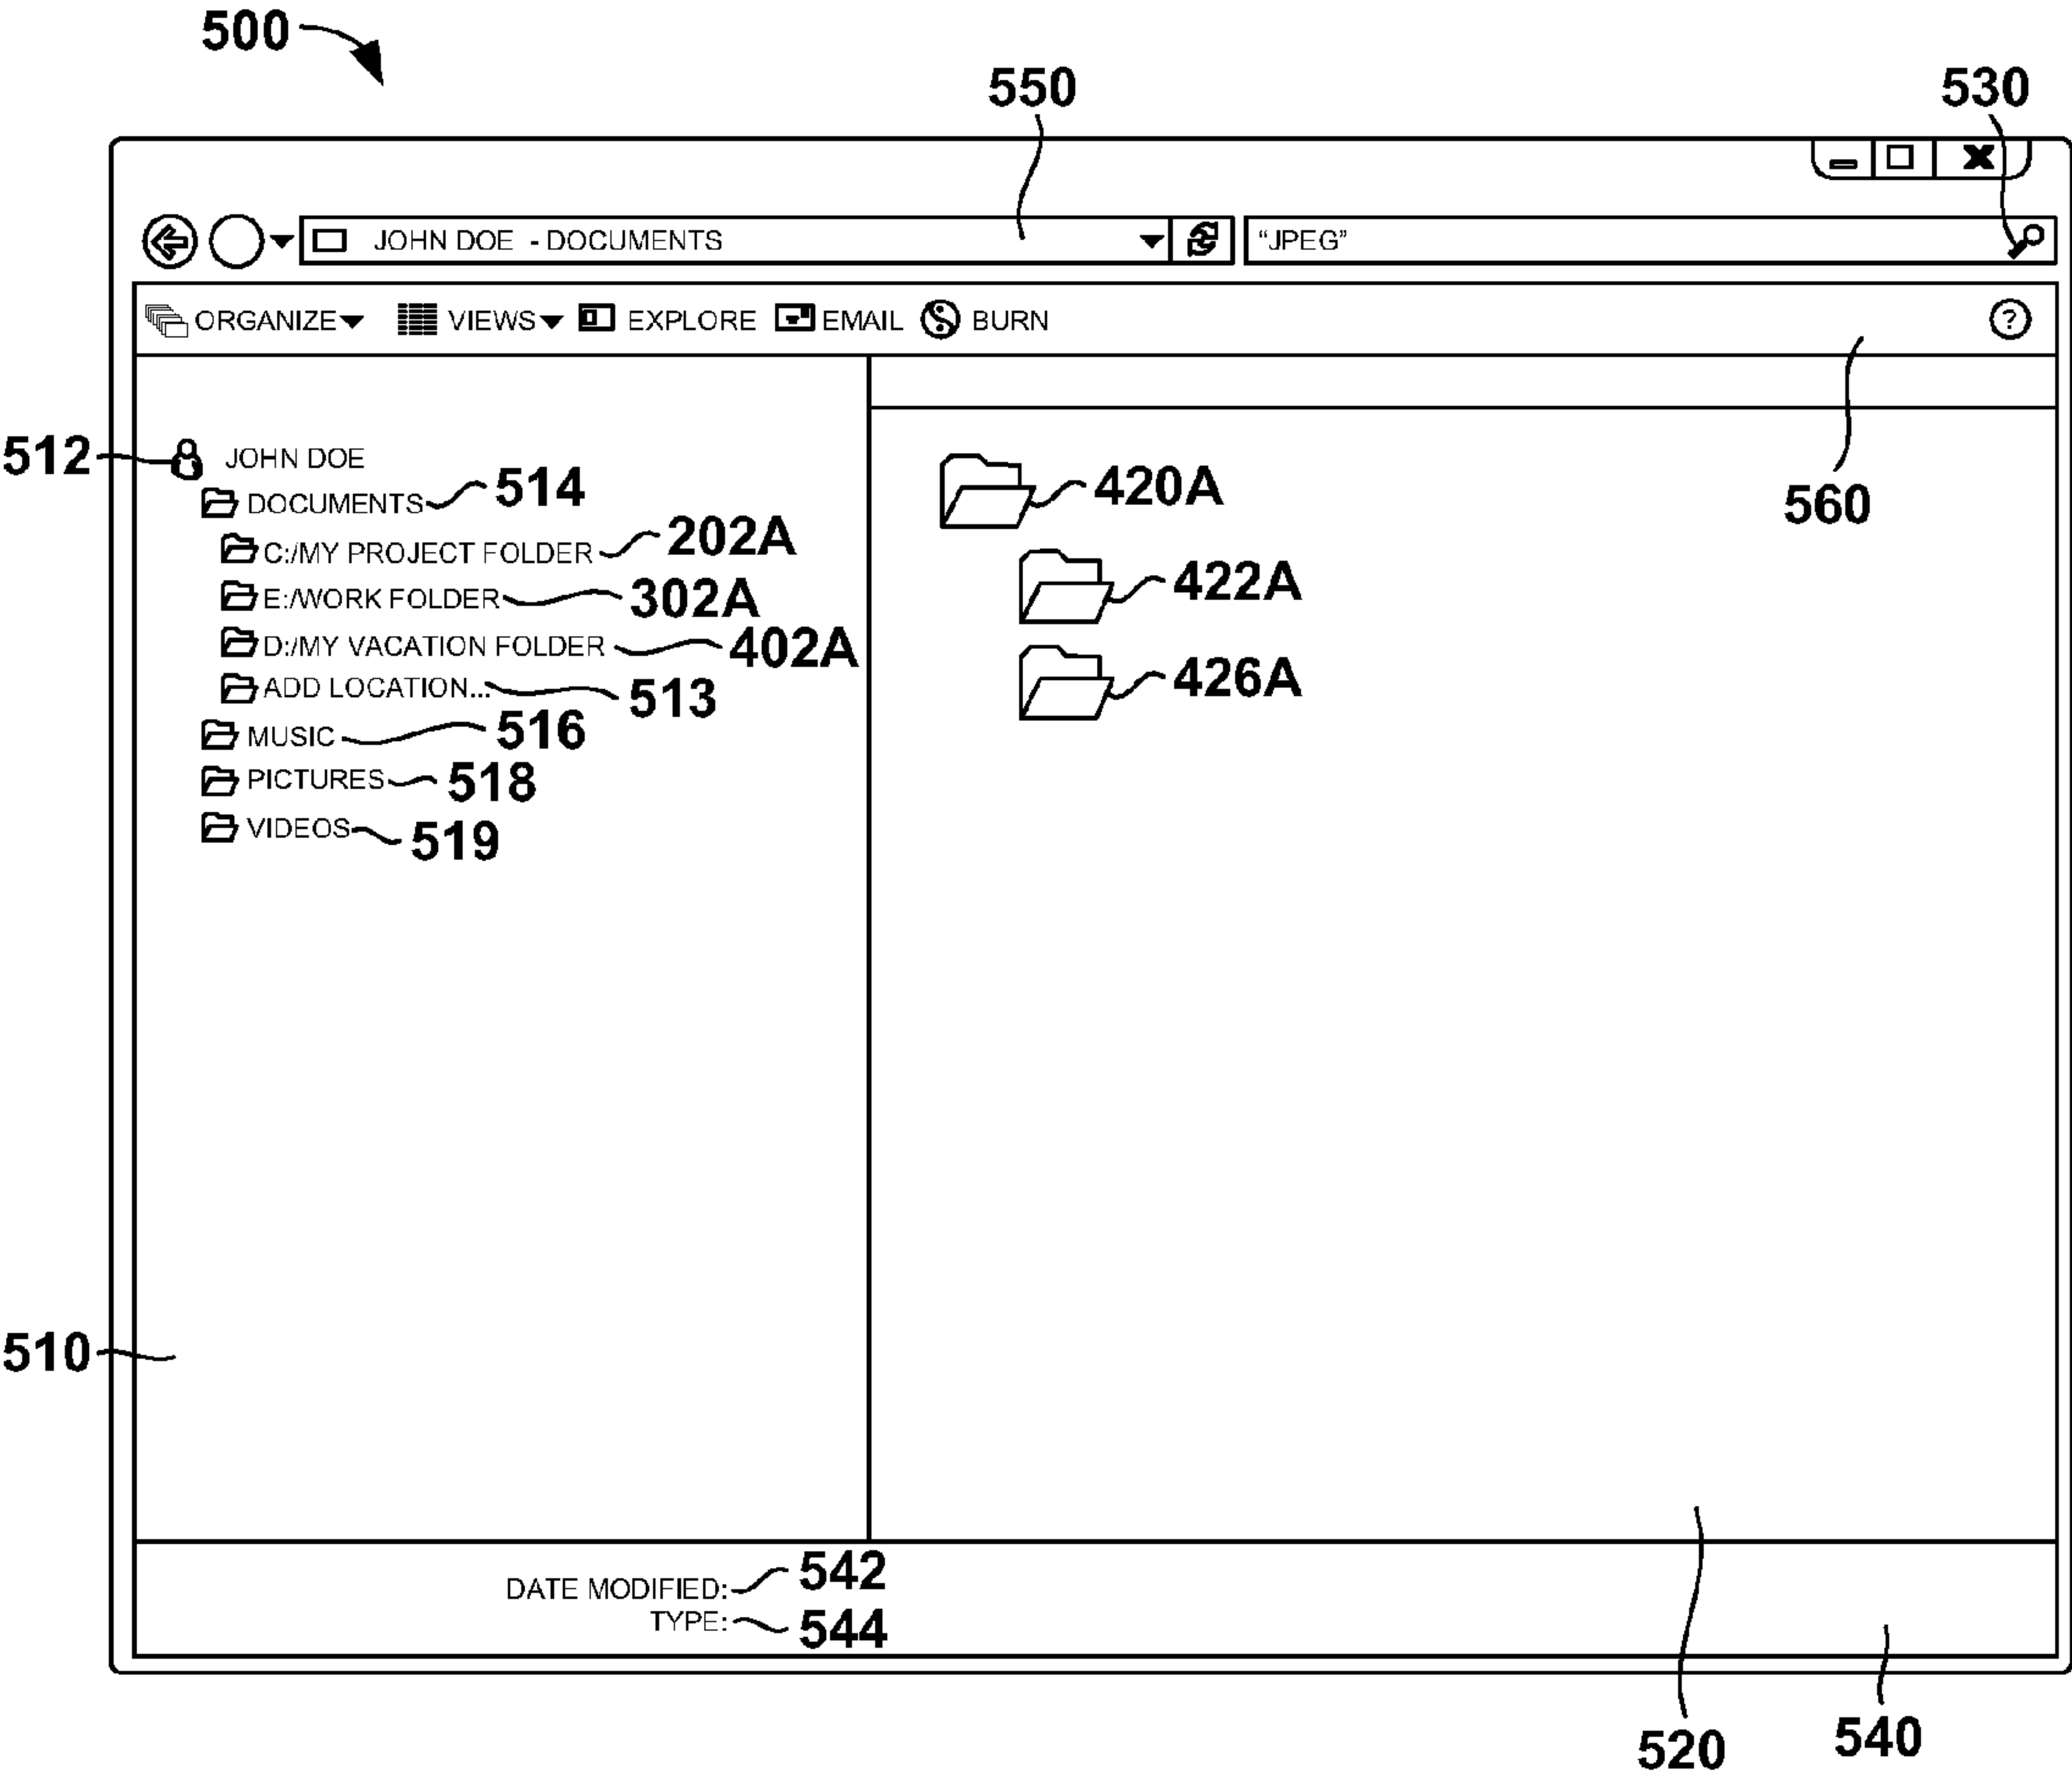 500
550
530
JOHN DOE - DOCUMENTS
“JPEG”
ORGANIZE VIEWS EXPLORE EMAIL BURN ?
512 JOHN DOE
DOCUMENTS 514
C:/MY PROJECT FOLDER 202A
E:/WORK FOLDER 302A
D:/MY VACATION FOLDER 402A
ADD LOCATION... 513
MUSIC 516
PICTURES 518
VIDEOS 519
420A
422A
426A
560
510
DATE MODIFIED: 542
TYPE: 544
520
540